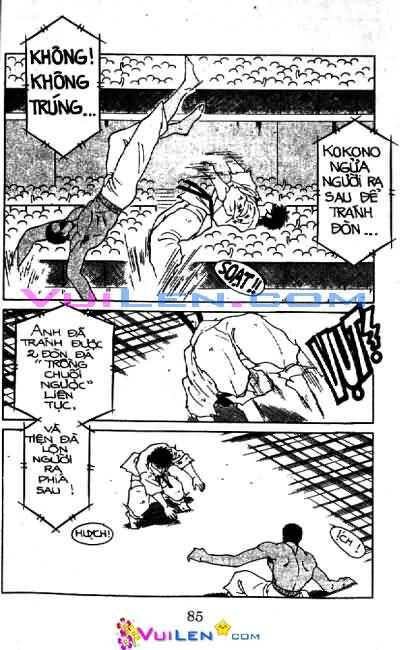 KHÔNG!
KHÔNG
TRÚNG...
KOKONO
NGỬA
NGƯỜI RA
SAU ĐỂ
TRÁNH
ĐÒN...
SOẠT!!
VUILEN.COM
ANH ĐÃ
TRÁNH ĐƯỢC
2 ĐÒN ĐÁ
"TRỒNG
CHUỐI
NGƯỢC"
LIÊN
TỤC,
VỤT!
VÀ
TIỆN ĐÀ
LỘN
NGƯỜI
RA
PHÍA
SAU!
HỰCH!
ỊCH!
85
VUILEN.COM